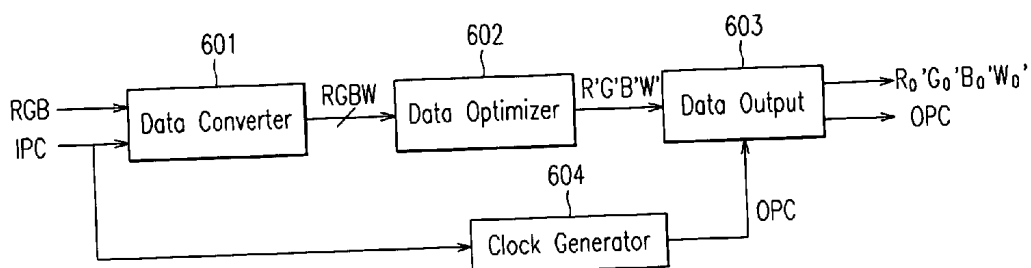 601
602
603
RGB
IPC
Data Converter
RGBW
Data Optimizer
R'G'B'W'
Data Output
R₀'G₀'B₀'W₀'
OPC
604
Clock Generator
OPC